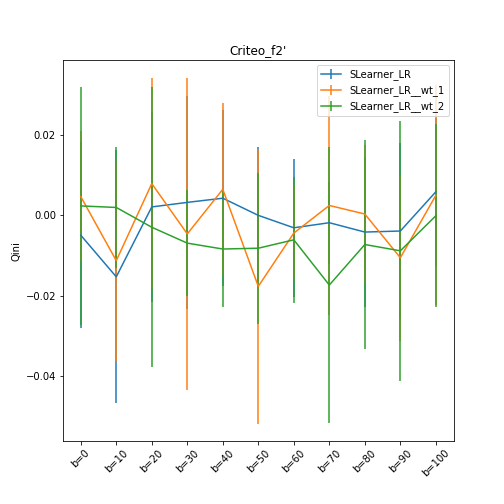 Criteo_f2'
SLearner_LR
SLearner_LR__wt_1
SLearner_LR__wt_2
Qini
0.02
0.00
−0.02
−0.04
b=0
b=10
b=20
b=30
b=40
b=50
b=60
b=70
b=80
b=90
b=100